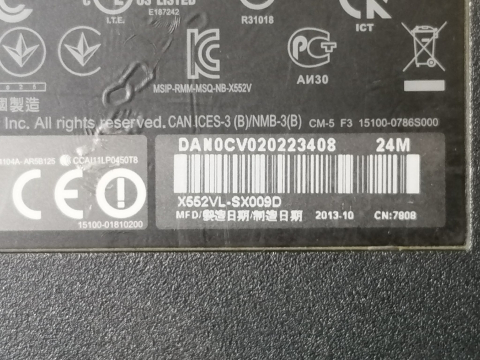 US LISTED
I.T.E. E187242
R31018
ICT
MSIP-RMM-MSQ-NB-X552V
АИ30
國製造
Inc. All rights reserved. CAN ICES-3 (B)/NMB-3(B) CM-5 F3 15100-0786S000
CCAI11LP0450T8
DAN0CV020223408 24M
X552VL-SX009D
MFD/製造日期/制造日期 2013-10 CN:7908
15100-01810200